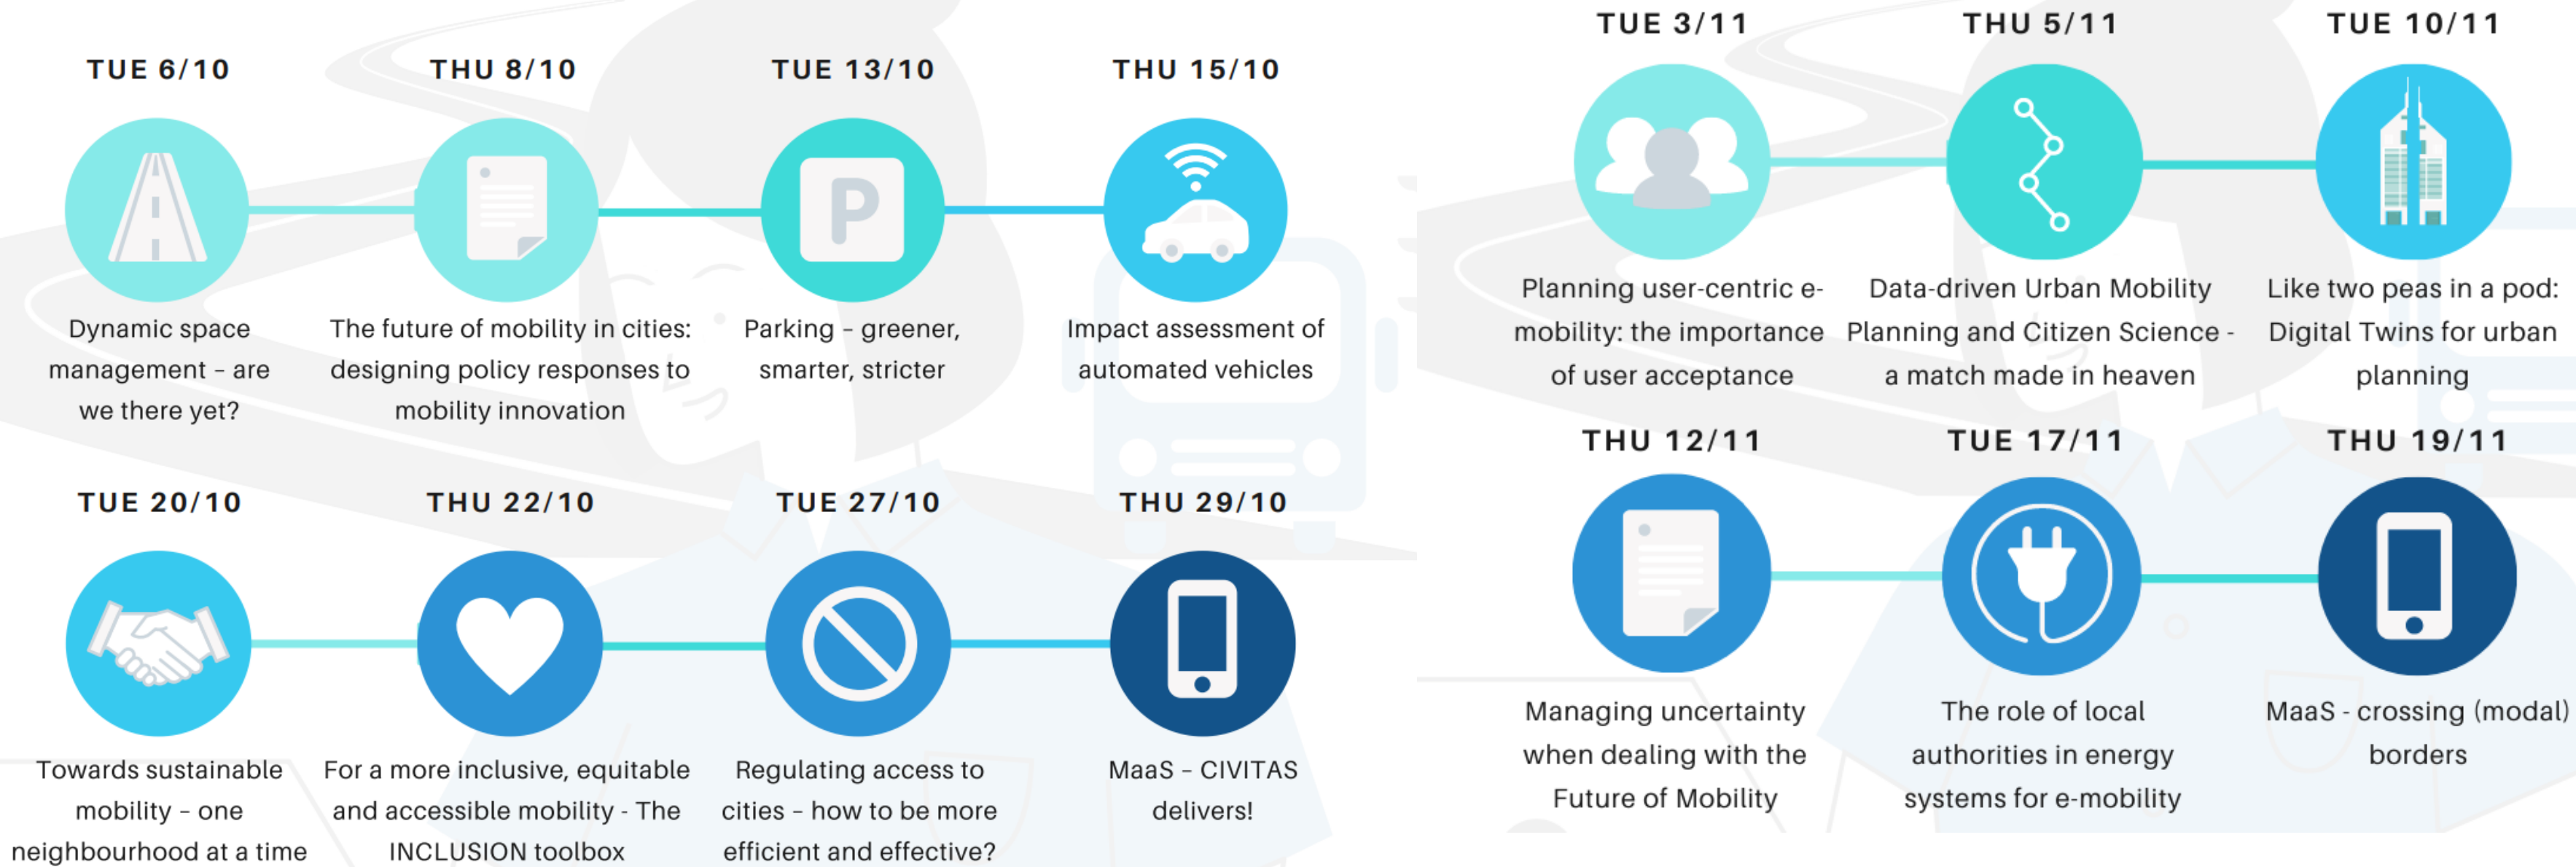 TUE 6/10
Dynamic space
management – are
we there yet?
THU 8/10
The future of mobility in cities:
designing policy responses to
mobility innovation
TUE 13/10
P
Parking – greener,
smarter, stricter
THU 15/10
Impact assessment of
automated vehicles
TUE 20/10
Towards sustainable
mobility – one
neighbourhood at a time
THU 22/10
For a more inclusive, equitable
and accessible mobility - The
INCLUSION toolbox
TUE 27/10
Regulating access to
cities – how to be more
efficient and effective?
THU 29/10
MaaS – CIVITAS
delivers!
TUE 3/11
Planning user-centric e-
mobility: the importance
of user acceptance
THU 5/11
Data-driven Urban Mobility
Planning and Citizen Science -
a match made in heaven
TUE 10/11
Like two peas in a pod:
Digital Twins for urban
planning
THU 12/11
Managing uncertainty
when dealing with the
Future of Mobility
TUE 17/11
The role of local
authorities in energy
systems for e-mobility
THU 19/11
MaaS - crossing (modal)
borders